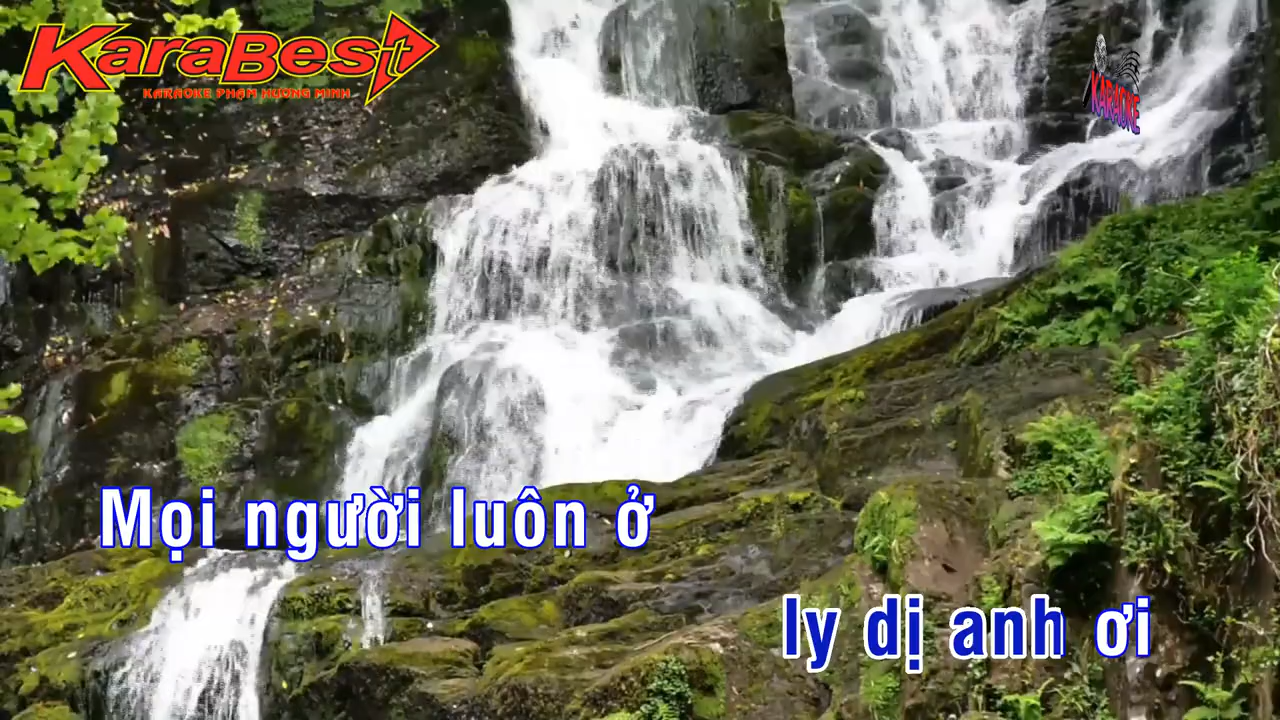 KaraBest
KARAOKE PHẠM HƯƠNG MINH
KARAOKE
Mọi người luôn ở
ly dị anh ơi